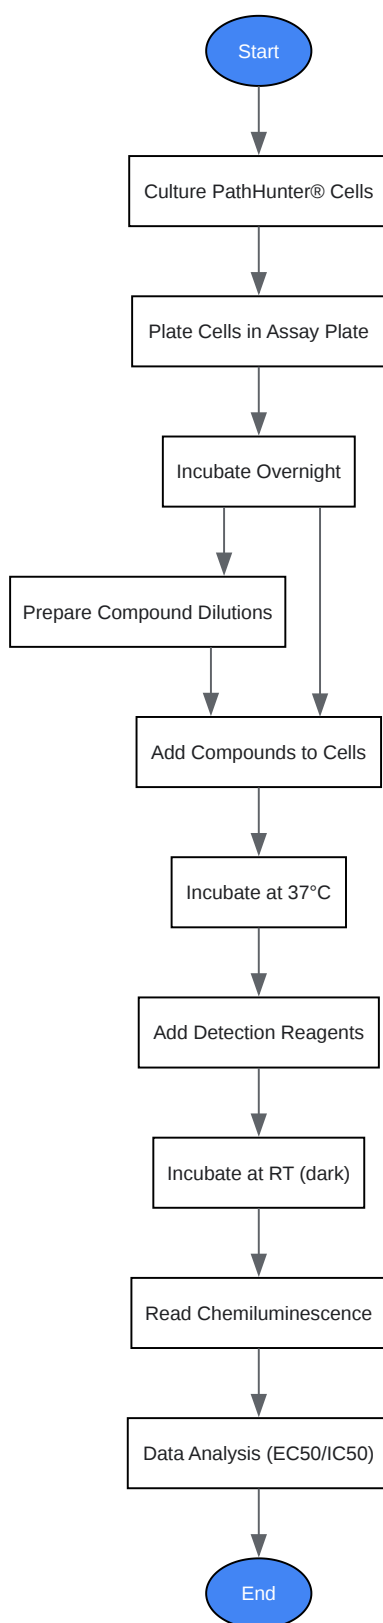 Start
Culture PathHunter® Cells
Plate Cells in Assay Plate
Incubate Overnight
Prepare Compound Dilutions
Add Compounds to Cells
Incubate at 37°C
Add Detection Reagents
Incubate at RT (dark)
Read Chemiluminescence
Data Analysis (EC50/IC50)
End